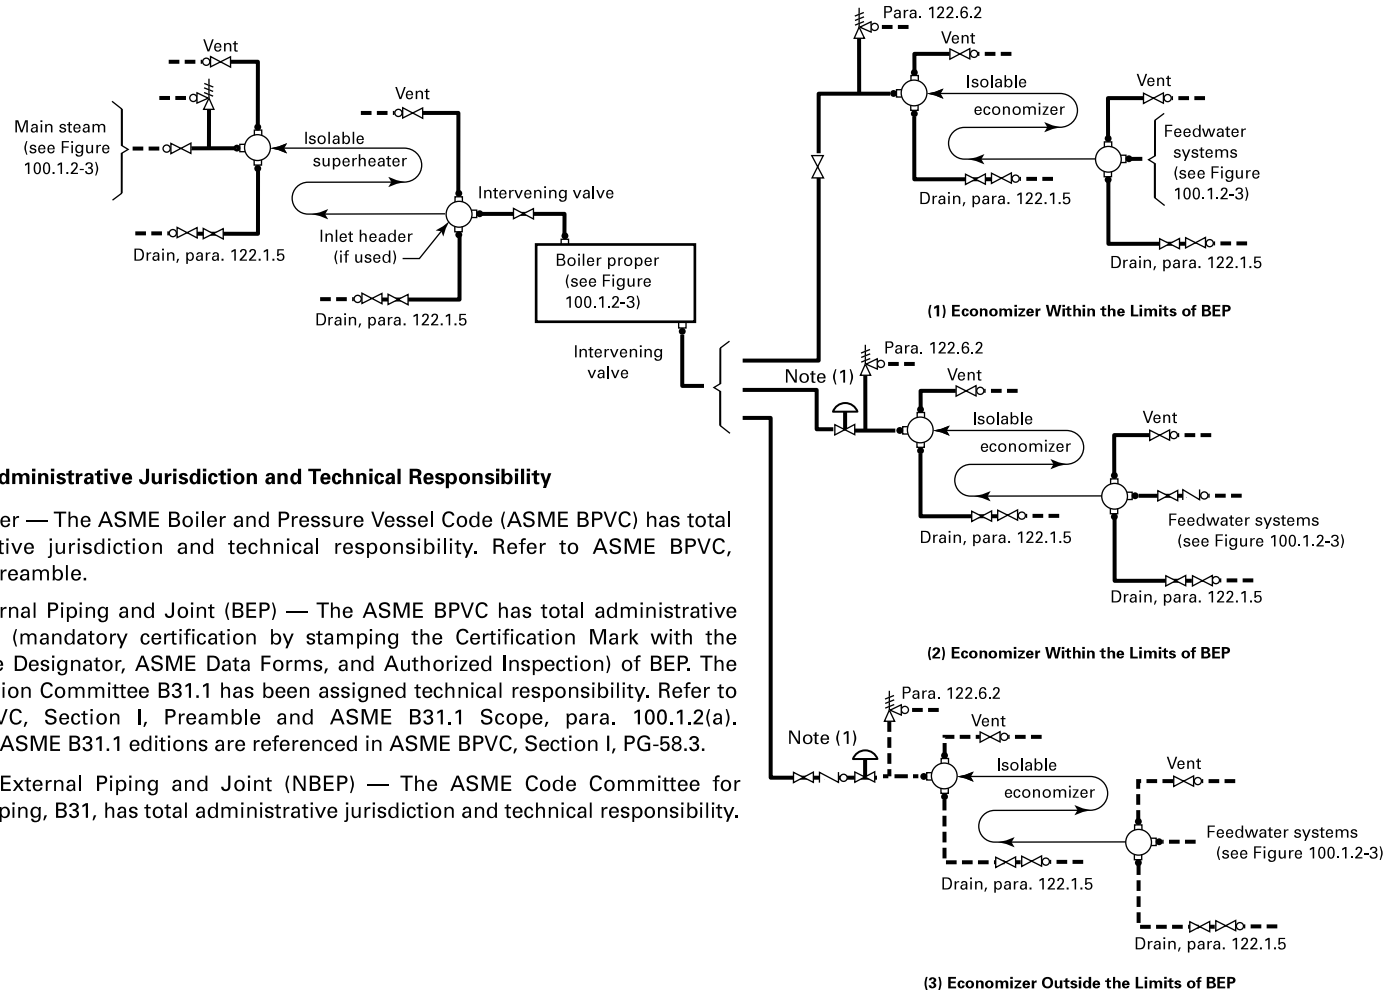 Vent
Main steam
(see Figure
100.1.2-3)
Isolable
superheater
Drain, para. 122.1.5
Vent
Inlet header
(if used)
Drain, para. 122.1.5
Intervening valve
Boiler proper
(see Figure
100.1.2-3)
Intervening
valve
Para. 122.6.2
Vent
Isolable
economizer
Drain, para. 122.1.5
Vent
Feedwater
systems
(see Figure
100.1.2-3)
Drain, para. 122.1.5
(1) Economizer Within the Limits of BEP
Note (1)
Para. 122.6.2
Vent
Isolable
economizer
Drain, para. 122.1.5
Vent
Feedwater systems
(see Figure 100.1.2-3)
Drain, para. 122.1.5
(2) Economizer Within the Limits of BEP
Note (1)
Para. 122.6.2
Vent
Isolable
economizer
Drain, para. 122.1.5
Vent
Feedwater systems
(see Figure 100.1.2-3)
Drain, para. 122.1.5
(3) Economizer Outside the Limits of BEP
dministrative Jurisdiction and Technical Responsibility
er — The ASME Boiler and Pressure Vessel Code (ASME BPVC) has total
tive jurisdiction and technical responsibility. Refer to ASME BPVC,
reamble.
rnal Piping and Joint (BEP) — The ASME BPVC has total administrative
(mandatory certification by stamping the Certification Mark with the
e Designator, ASME Data Forms, and Authorized Inspection) of BEP. The
ion Committee B31.1 has been assigned technical responsibility. Refer to
VC, Section I, Preamble and ASME B31.1 Scope, para. 100.1.2(a).
ASME B31.1 editions are referenced in ASME BPVC, Section I, PG-58.3.
External Piping and Joint (NBEP) — The ASME Code Committee for
ping, B31, has total administrative jurisdiction and technical responsibility.